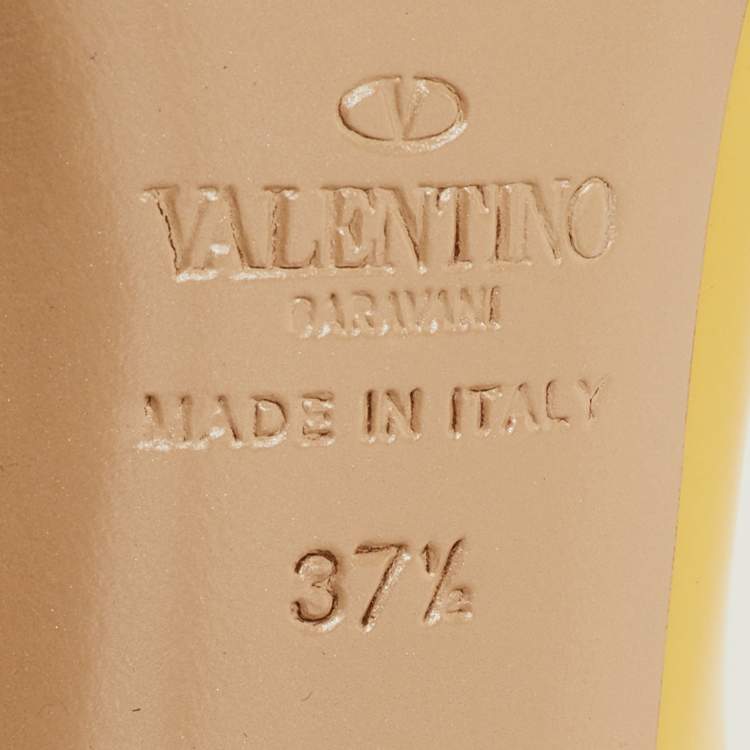 V
VALENTINO
GARAVANI
MADE IN ITALY
37½